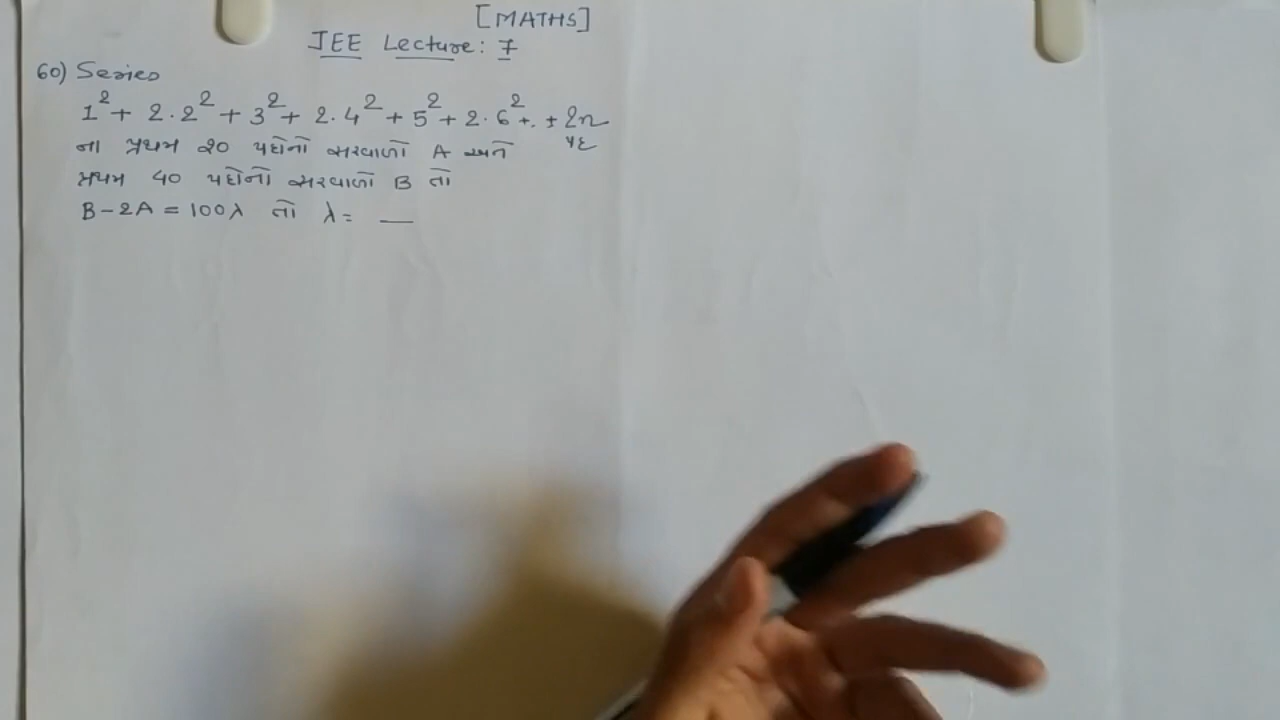 [MATHS]
JEE Lecture: 7
60) Series
1² + 2·2² + 3² + 2·4² + 5² + 2·6² + .. + 2n પદ
ના પ્રથમ ૨૦ પદોનો સરવાળો A અને
પ્રથમ 40 પદોનો સરવાળો B તો
B-2A = 100λ તો λ = __